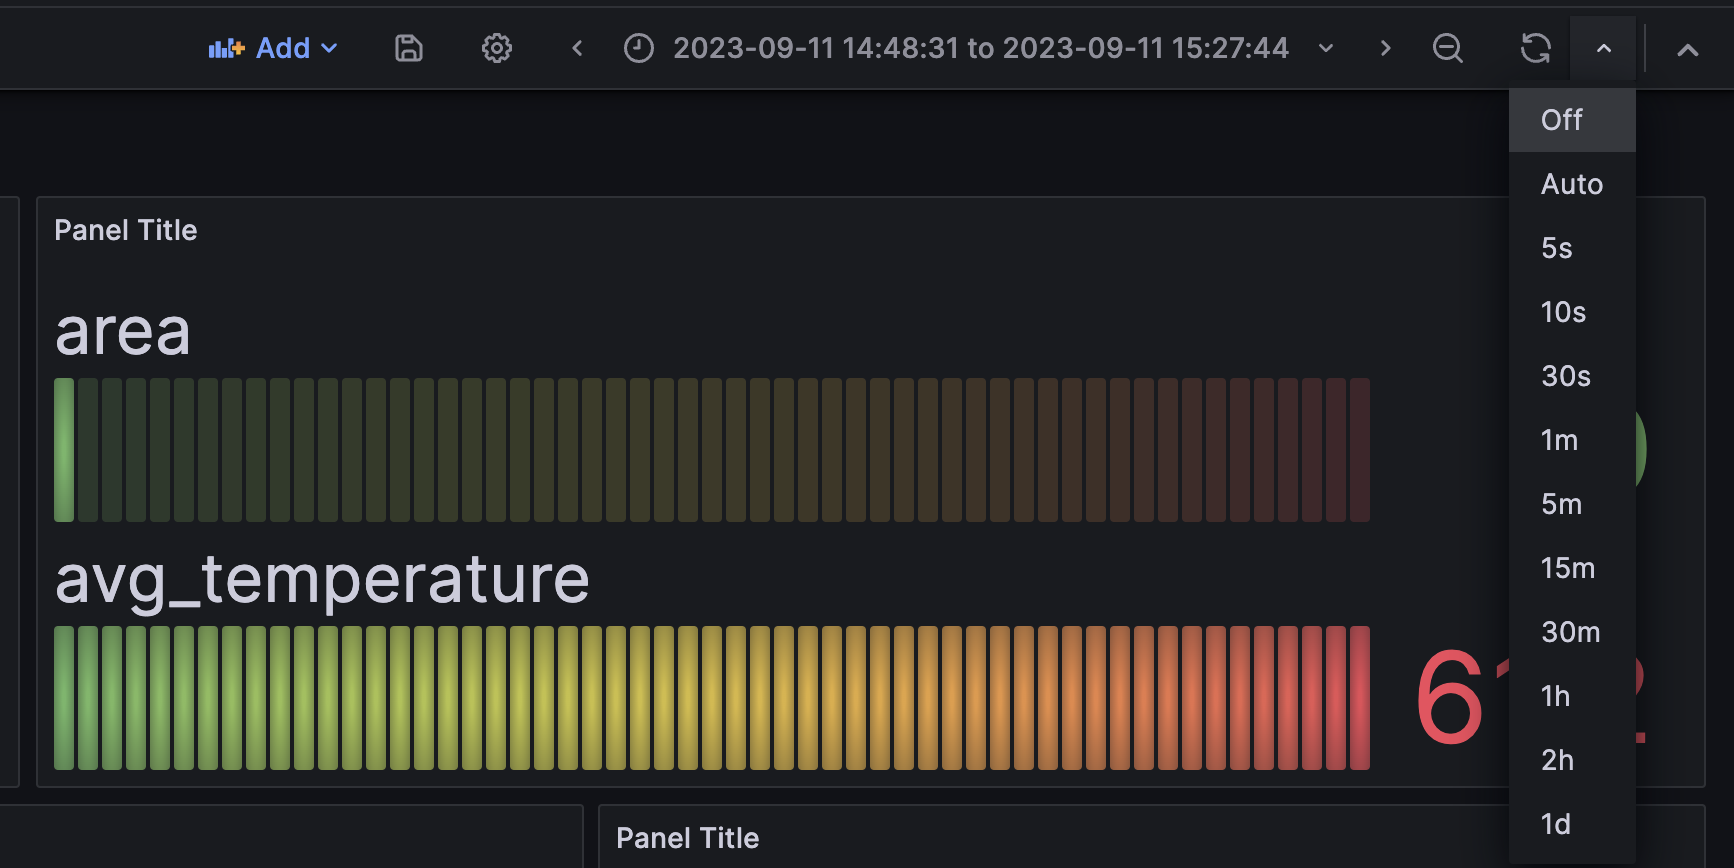 Add
2023-09-11 14:48:31 to 2023-09-11 15:27:44
Off
Auto
5s
10s
30s
1m
5m
15m
30m
1h
2h
1d
Panel Title
area
avg_temperature
Panel Title